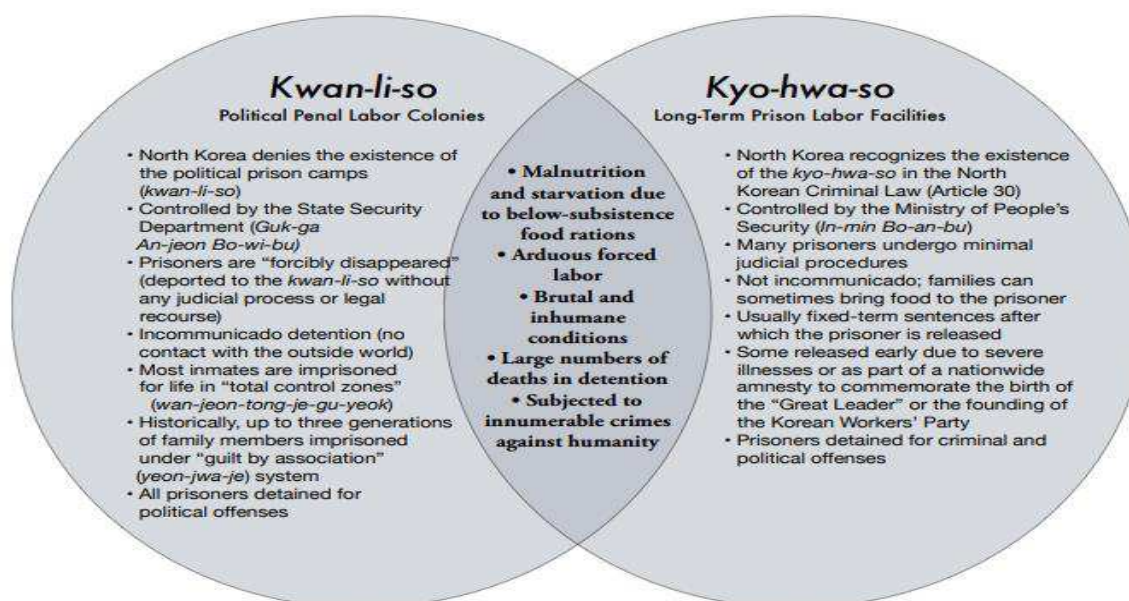 Kwan-li-so
Political Penal Labor Colonies
• North Korea denies the existence of
the political prison camps
(kwan-li-so)
• Controlled by the State Security
Department (Guk-ga
An-jeon Bo-wi-bu)
• Prisoners are “forcibly disappeared”
(deported to the kwan-li-so without
any judicial process or legal
recourse)
• Incommunicado detention (no
contact with the outside world)
• Most inmates are imprisoned
for life in “total control zones”
(wan-jeon-tong-je-gu-yeok)
• Historically, up to three generations
of family members imprisoned
under “guilt by association”
(yeon-jwa-je) system
• All prisoners detained for
political offenses
• Malnutrition
and starvation due
to below-subsistence
food rations
• Arduous forced
labor
• Brutal and
inhumane
conditions
• Large numbers of
deaths in detention
• Subjected to
innumerable crimes
against humanity
Kyo-hwa-so
Long-Term Prison Labor Facilities
• North Korea recognizes the existence
of the kyo-hwa-so in the North
Korean Criminal Law (Article 30)
• Controlled by the Ministry of People’s
Security (In-min Bo-an-bu)
• Many prisoners undergo minimal
judicial procedures
• Not incommunicado; families can
sometimes bring food to the prisoner
• Usually fixed-term sentences after
which the prisoner is released
• Some released early due to severe
illnesses or as part of a nationwide
amnesty to commemorate the birth of
the “Great Leader” or the founding of
the Korean Workers’ Party
• Prisoners detained for criminal and
political offenses